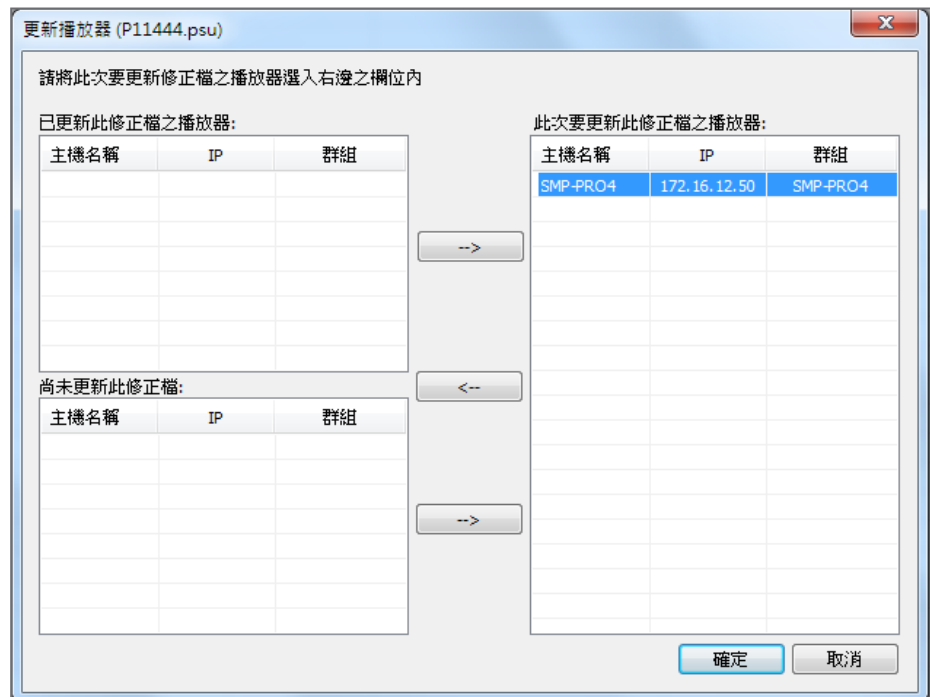 更新播放器 (P11444.psu)
請將此次要更新修正檔之播放器選入右邊之欄位內
已更新此修正檔之播放器:
主機名稱 IP 群組
-->
<--
尚未更新此修正檔:
主機名稱 IP 群組
-->
此次要更新此修正檔之播放器:
主機名稱 IP 群組
SMP-PRO4 172.16.12.50 SMP-PRO4
確定 取消